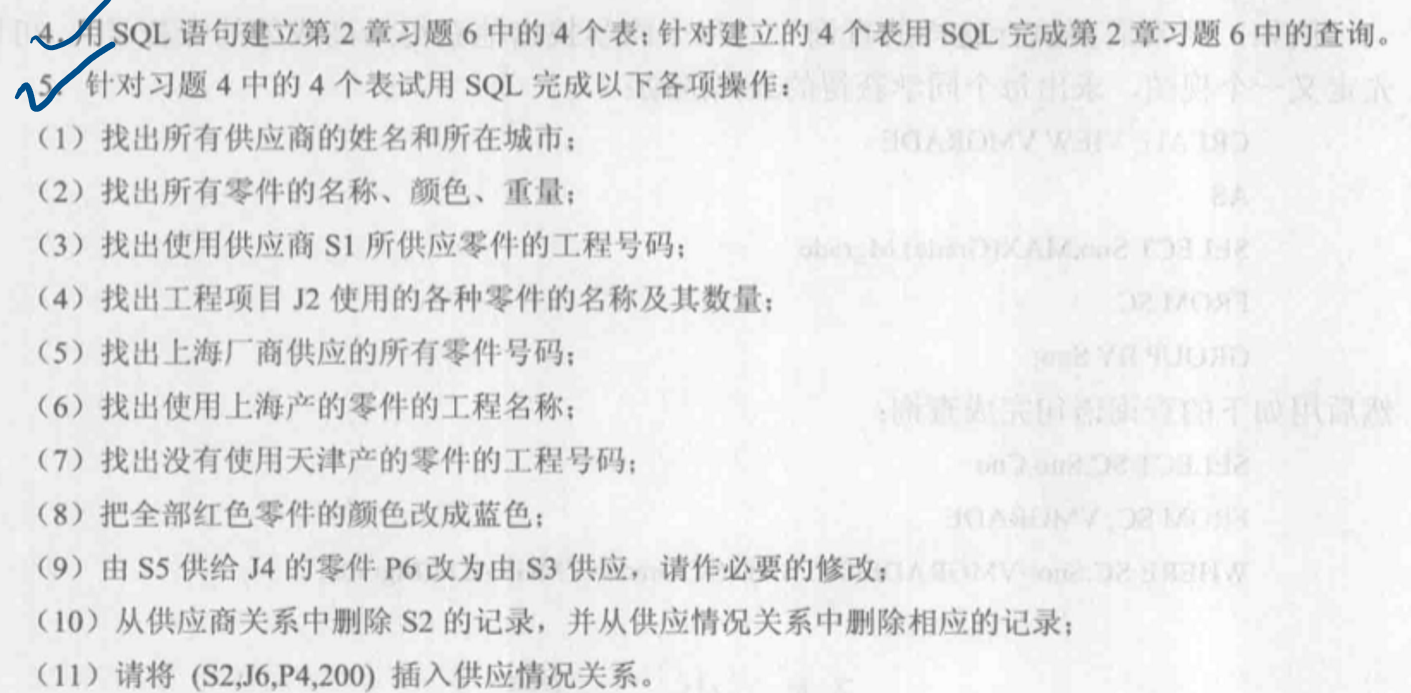 4. 用 SQL 语句建立第 2 章习题 6 中的 4 个表；针对建立的 4 个表用 SQL 完成第 2 章习题 6 中的查询。
5. 针对习题 4 中的 4 个表试用 SQL 完成以下各项操作：
（1）找出所有供应商的姓名和所在城市；
（2）找出所有零件的名称、颜色、重量；
（3）找出使用供应商 S1 所供应零件的工程号码；
（4）找出工程项目 J2 使用的各种零件的名称及其数量；
（5）找出上海厂商供应的所有零件号码；
（6）找出使用上海产的零件的工程名称；
（7）找出没有使用天津产的零件的工程号码；
（8）把全部红色零件的颜色改成蓝色；
（9）由 S5 供给 J4 的零件 P6 改为由 S3 供应，请作必要的修改；
（10）从供应商关系中删除 S2 的记录，并从供应情况关系中删除相应的记录；
（11）请将 (S2,J6,P4,200) 插入供应情况关系。